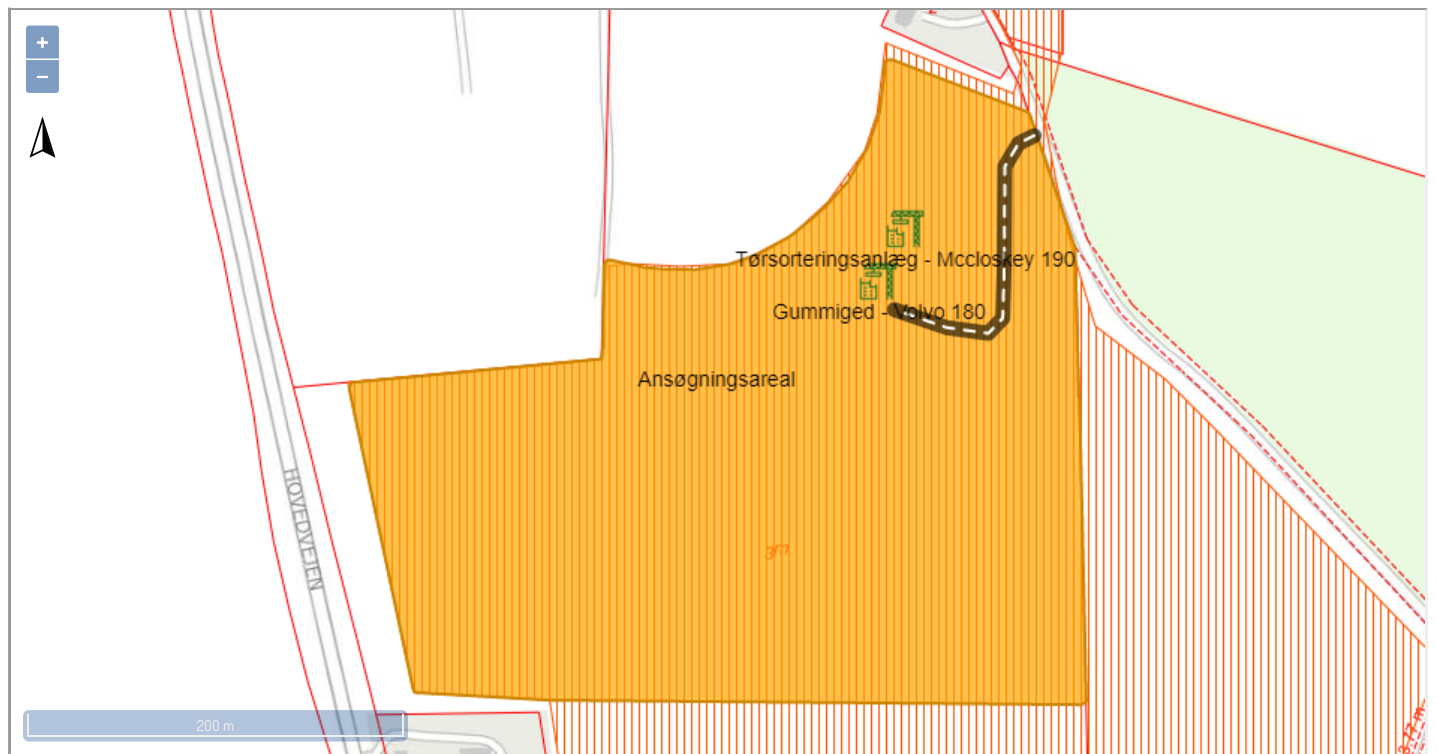 +
−
Tørsorteringsanlæg - Mccloskey 190
Gummiged - Volvo 180
Ansøgningsareal
HOVEDVEJEN
3m
200 m